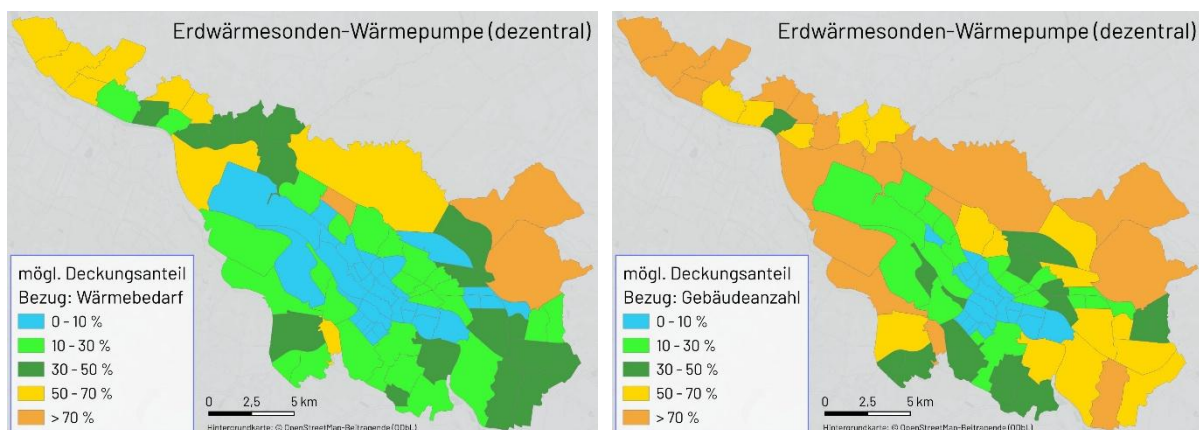 Erdwärmesonden-Wärmepumpe (dezentral)
mögl. Deckungsanteil
Bezug: Wärmebedarf
0 - 10 %
10 - 30 %
30 - 50 %
50 - 70 %
> 70 %
0 2,5 5 km
Hintergrundkarte: © OpenStreetMap-Beitragende (ODbL)
Erdwärmesonden-Wärmepumpe (dezentral)
mögl. Deckungsanteil
Bezug: Gebäudeanzahl
0 - 10 %
10 - 30 %
30 - 50 %
50 - 70 %
> 70 %
0 2,5 5 km
Hintergrundkarte: © OpenStreetMap-Beitragende (ODbL)